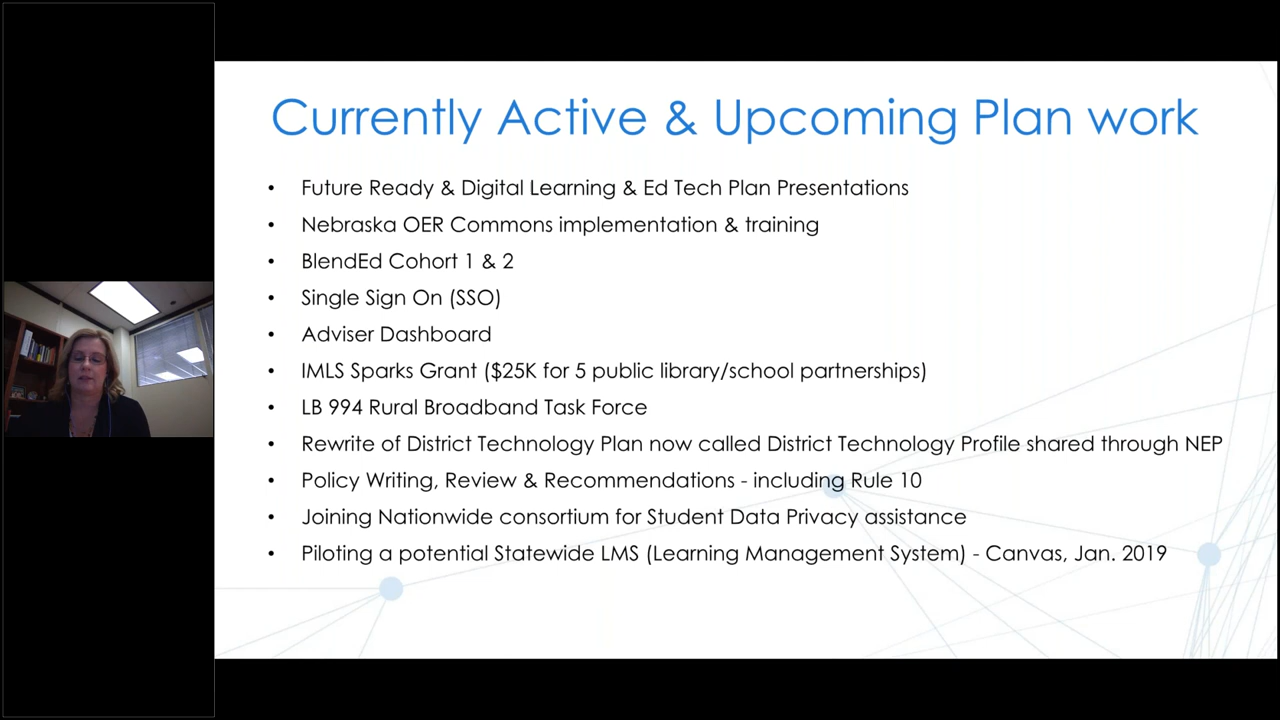 Currently Active & Upcoming Plan work
• Future Ready & Digital Learning & Ed Tech Plan Presentations
• Nebraska OER Commons implementation & training
• BlendEd Cohort 1 & 2
• Single Sign On (SSO)
• Adviser Dashboard
• IMLS Sparks Grant ($25K for 5 public library/school partnerships)
• LB 994 Rural Broadband Task Force
• Rewrite of District Technology Plan now called District Technology Profile shared through NEP
• Policy Writing, Review & Recommendations - including Rule 10
• Joining Nationwide consortium for Student Data Privacy assistance
• Piloting a potential Statewide LMS (Learning Management System) - Canvas, Jan. 2019